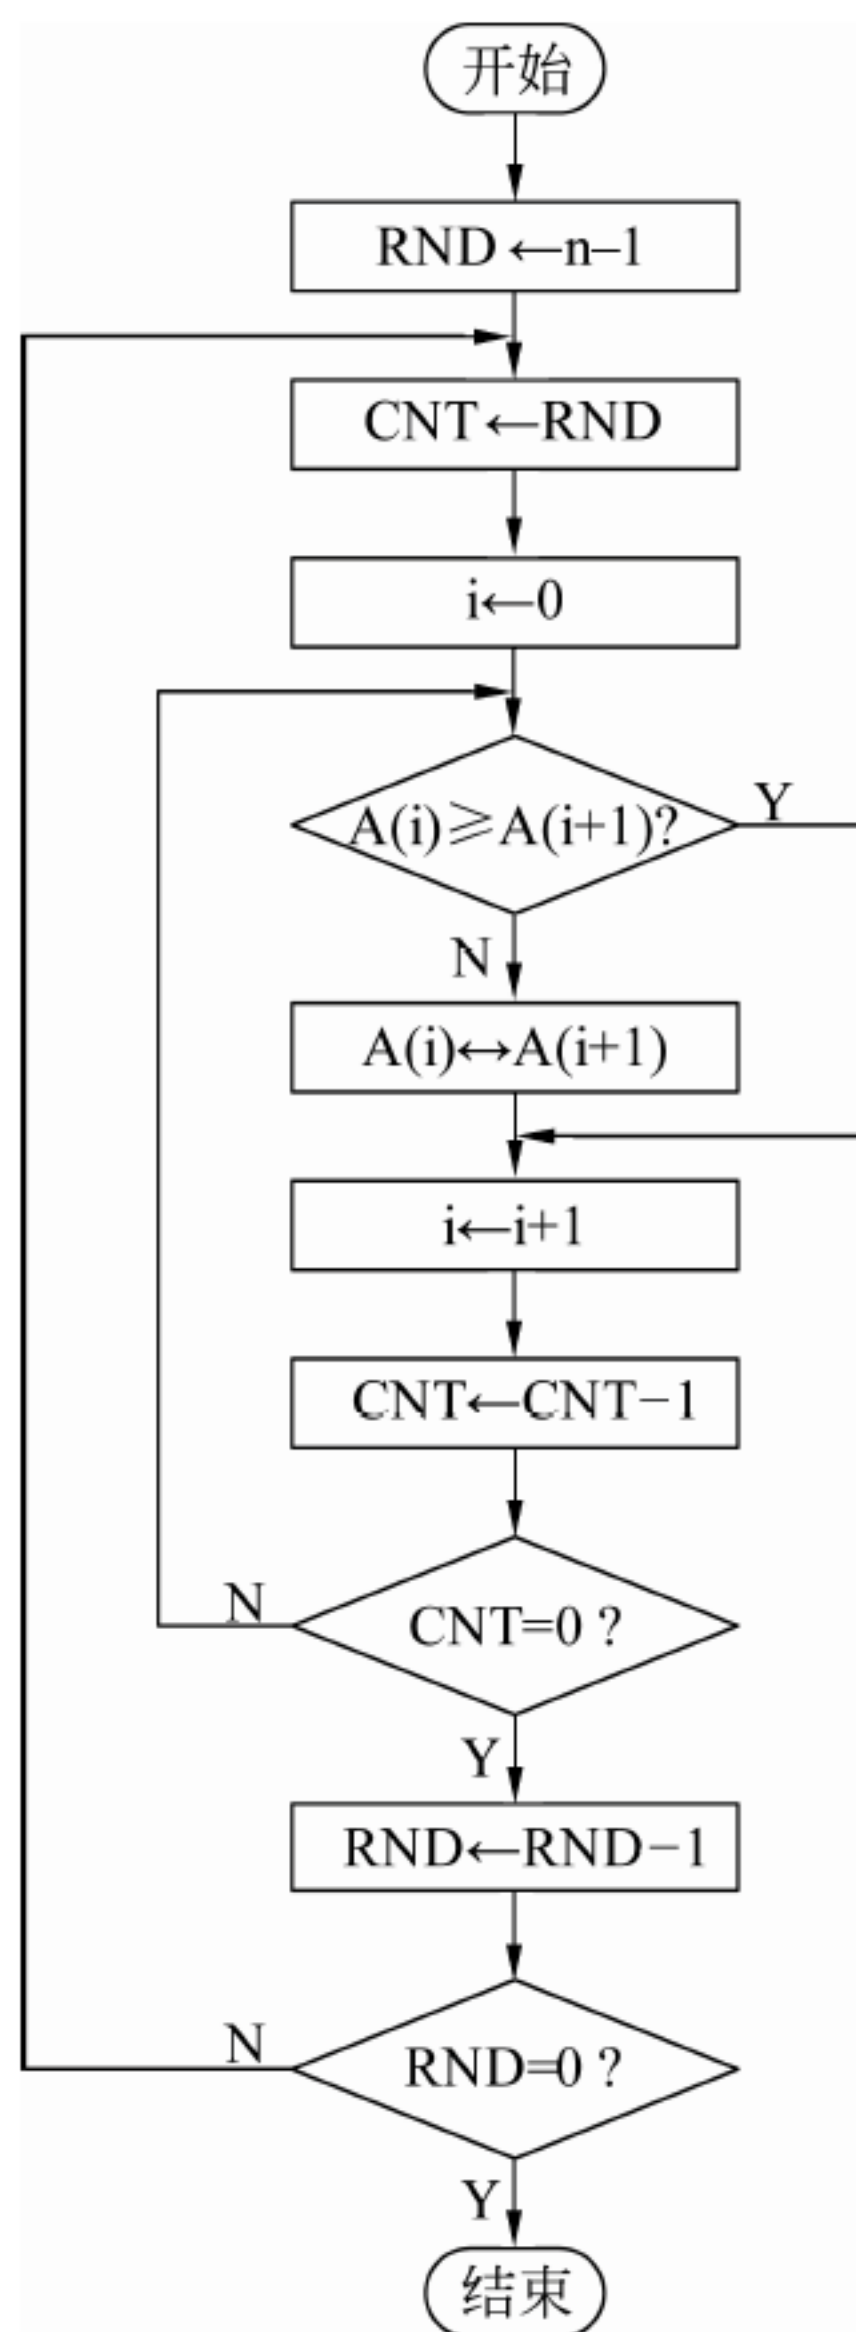 开始
RND←n–1
CNT←RND
i←0
A(i)⩾A(i+1)?
Y
N
A(i)↔A(i+1)
i←i+1
CNT←CNT−1
N
CNT=0 ?
Y
RND←RND−1
N
RND=0 ?
Y
结束